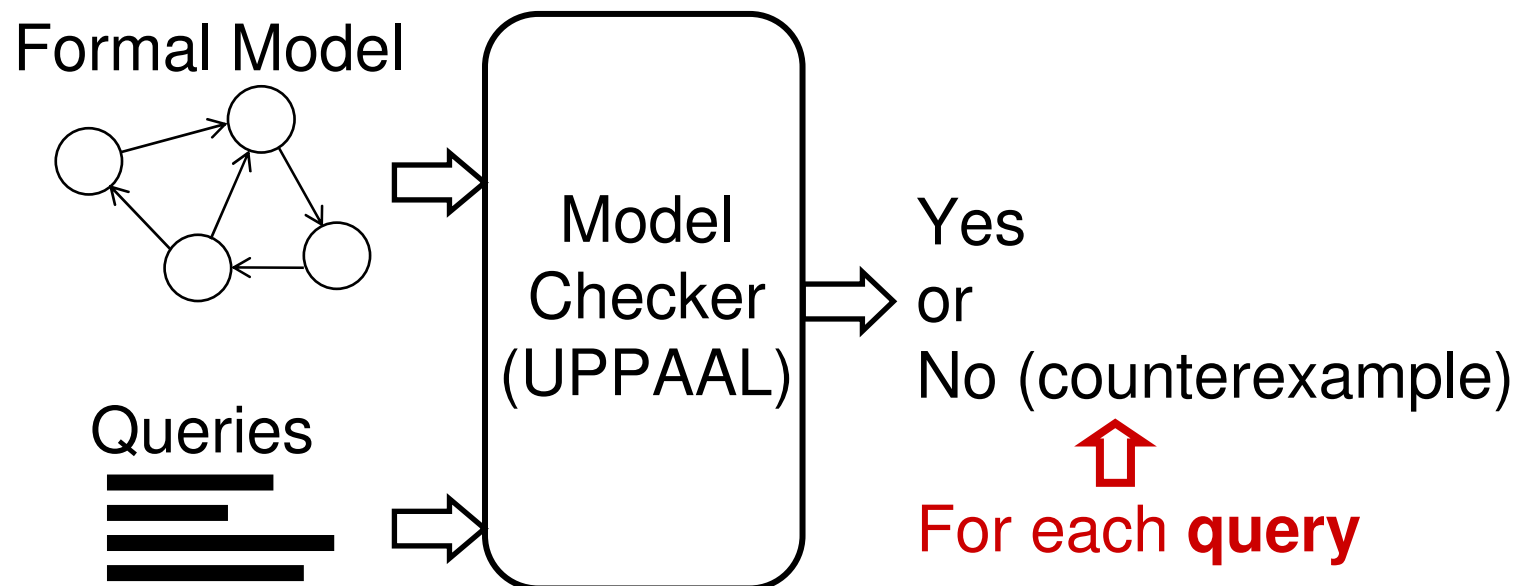 Formal Model
Queries
Model
Checker
(UPPAAL)
Yes
or
No (counterexample)
For each query